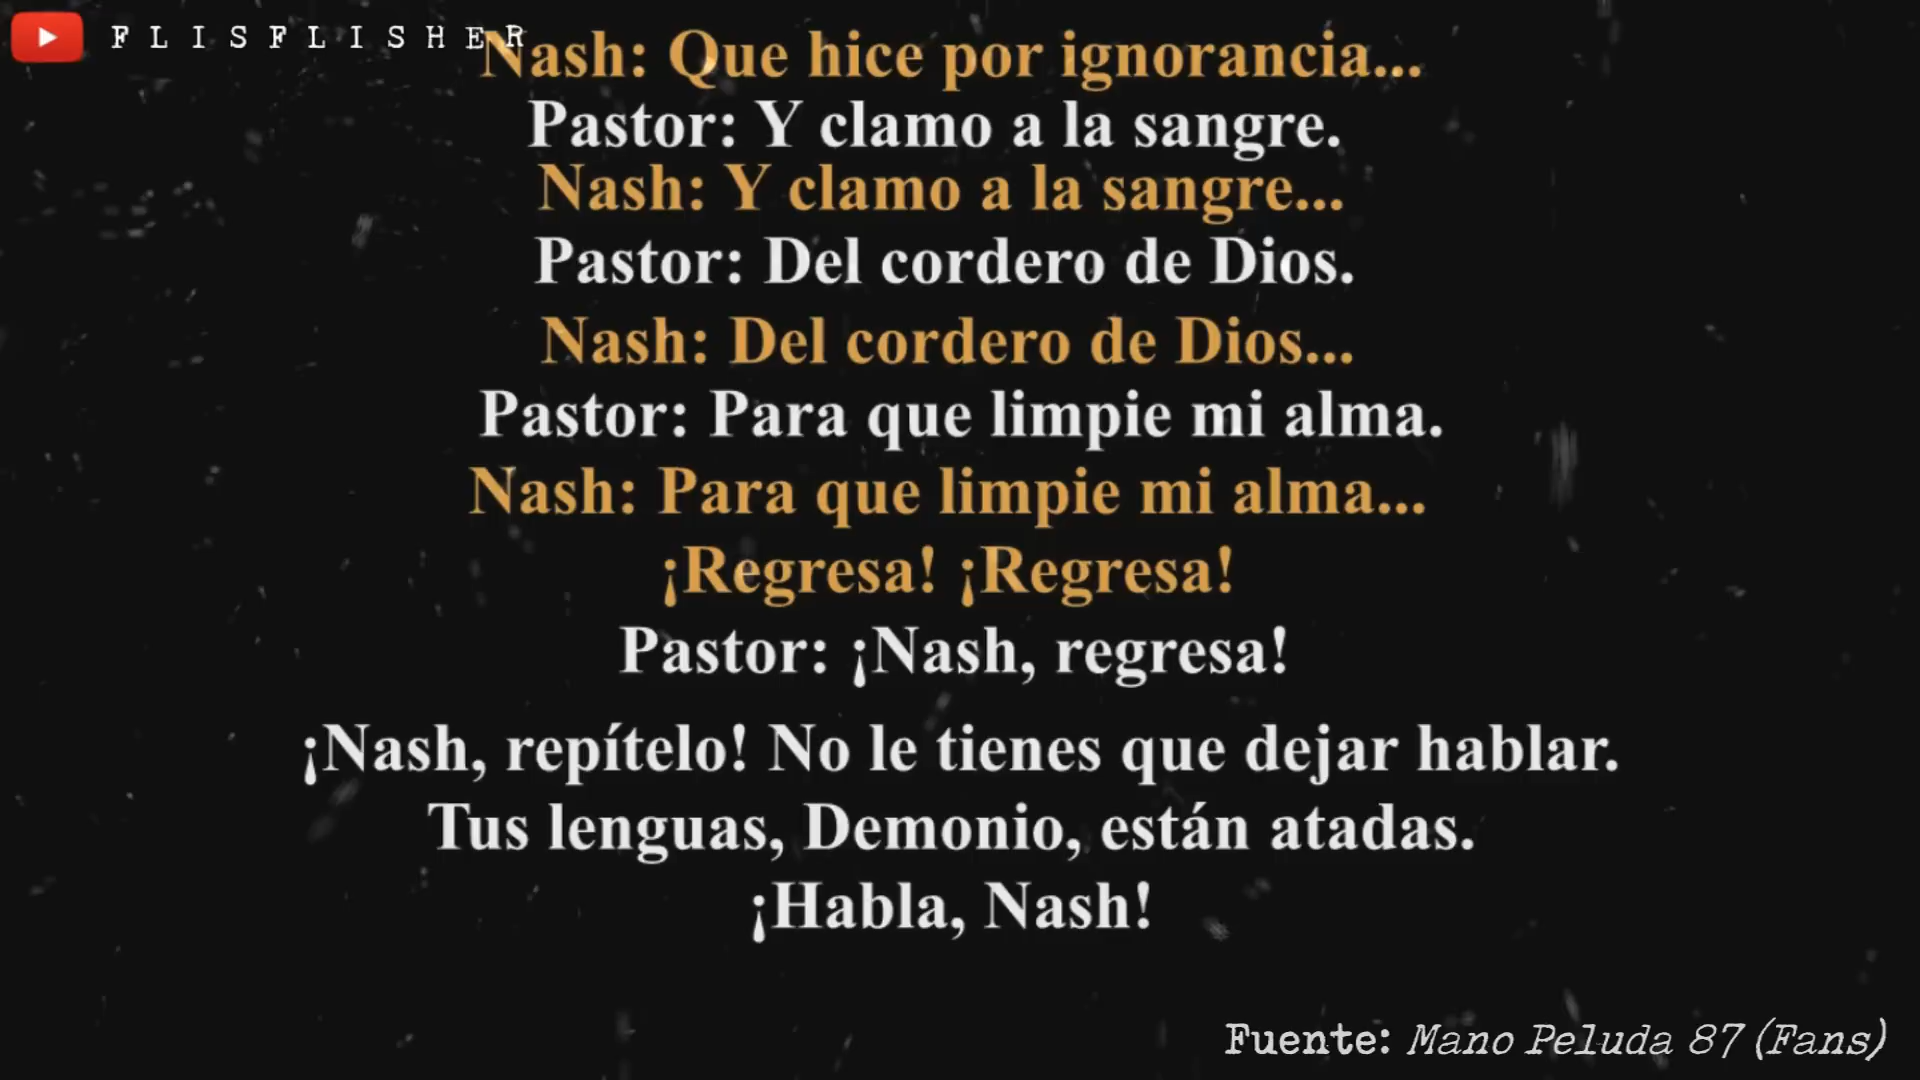 FLISFLISHER
Nash: Que hice por ignorancia...
Pastor: Y clamo a la sangre.
Nash: Y clamo a la sangre...
Pastor: Del cordero de Dios.
Nash: Del cordero de Dios...
Pastor: Para que limpie mi alma.
Nash: Para que limpie mi alma...
¡Regresa! ¡Regresa!
Pastor: ¡Nash, regresa!
¡Nash, repítelo! No le tienes que dejar hablar.
Tus lenguas, Demonio, están atadas.
¡Habla, Nash!
Fuente: Mano Peluda 87 (Fans)